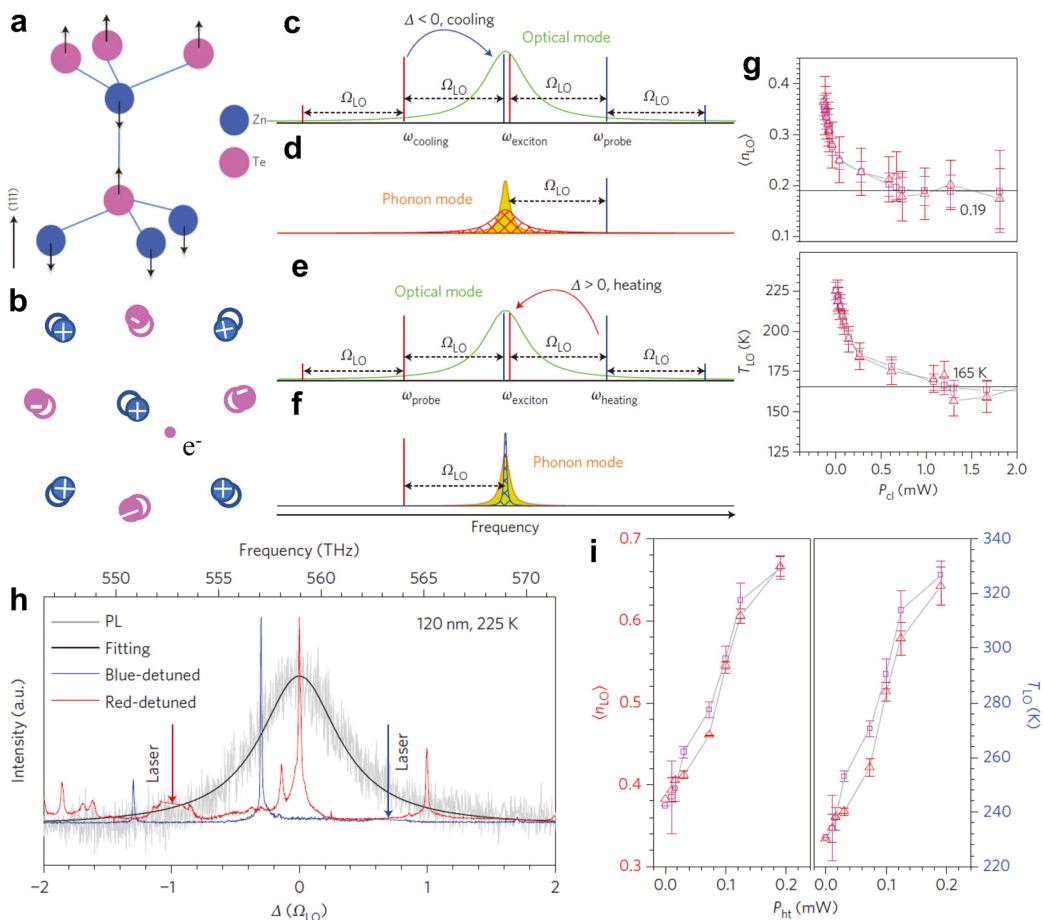 a
Zn
Te
(111)
b
e-
c
Δ < 0, cooling
Optical mode
Ω_LO Ω_LO Ω_LO Ω_LO
ω_cooling ω_exciton ω_probe
d
Ω_LO
Phonon mode
e
Optical mode
Δ > 0, heating
Ω_LO Ω_LO Ω_LO Ω_LO
ω_probe ω_exciton ω_heating
f
Ω_LO
Phonon mode
Frequency
g
⟨n_LO⟩
0.4
0.3
0.2
0.1
0.19
T_LO (K)
225
200
175
150
165 K
0.0 0.6 1.2 2.0
P_cl (mW)
h
Frequency (THz)
550 555 560 565 570
PL
Fitting
Blue-detuned
Red-detuned
120 nm, 225 K
Laser
Laser
Intensity (a.u.)
−2 −1 0 1 2
Δ (Ω_LO)
i
⟨n_LO⟩
0.7
0.6
0.5
0.4
0.3
340
320
300
280
260
240
220
T_LO (K)
0.0 0.1 0.2 0.0 0.1 0.2
P_ht (mW)